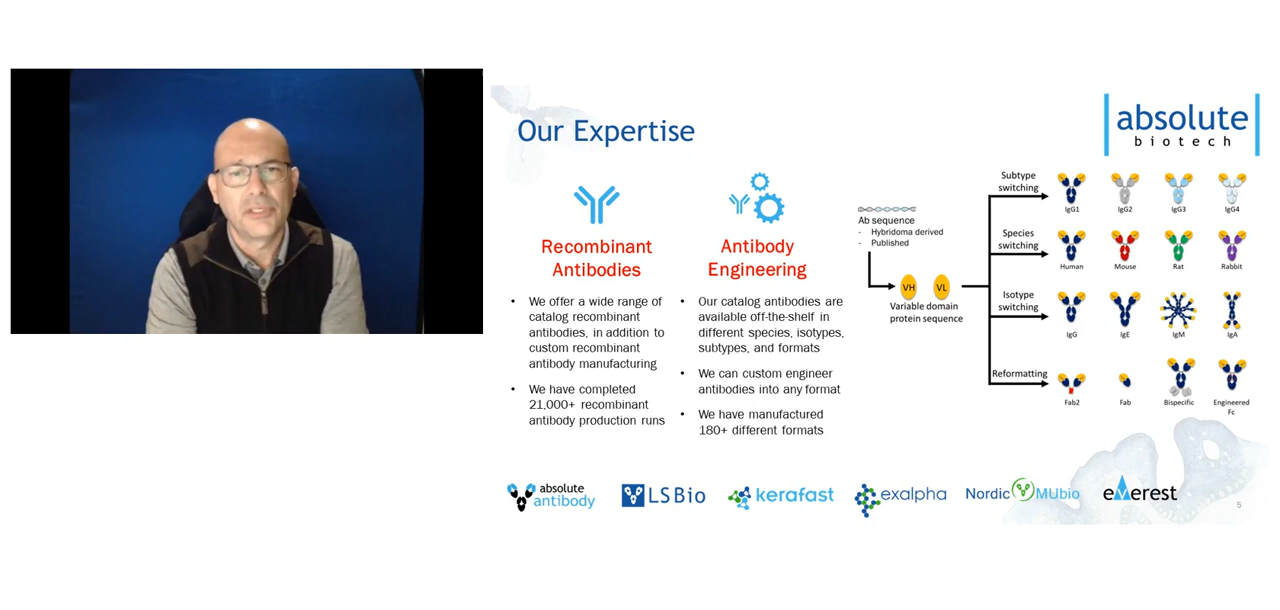 Our Expertise
absolute
biotech
Recombinant
Antibodies
• We offer a wide range of
catalog recombinant
antibodies, in addition to
custom recombinant
antibody manufacturing
• We have completed
21,000+ recombinant
antibody production runs
Antibody
Engineering
• Our catalog antibodies are
available off-the-shelf in
different species, isotypes,
subtypes, and formats
• We can custom engineer
antibodies into any format
• We have manufactured
180+ different formats
Ab sequence
- Hybridoma derived
- Published
VH VL
Variable domain
protein sequence
Subtype
switching
IgG1 IgG2 IgG3 IgG4
Species
switching
Human Mouse Rat Rabbit
Isotype
switching
IgG IgE IgM IgA
Reformatting
Fab2 Fab Bispecific Engineered
Fc
absolute
antibody
LSBio
kerafast
exalpha
Nordic MUbio
everest
5